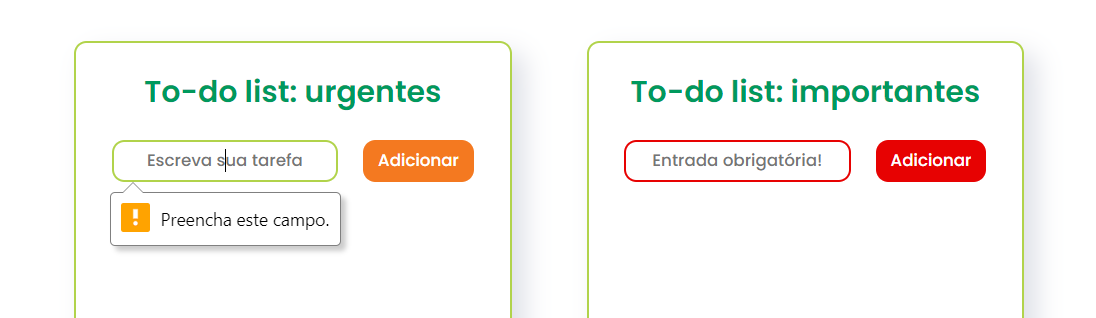 To-do list: urgentes
Escreva sua tarefa
Adicionar
Preencha este campo.
To-do list: importantes
Entrada obrigatória!
Adicionar